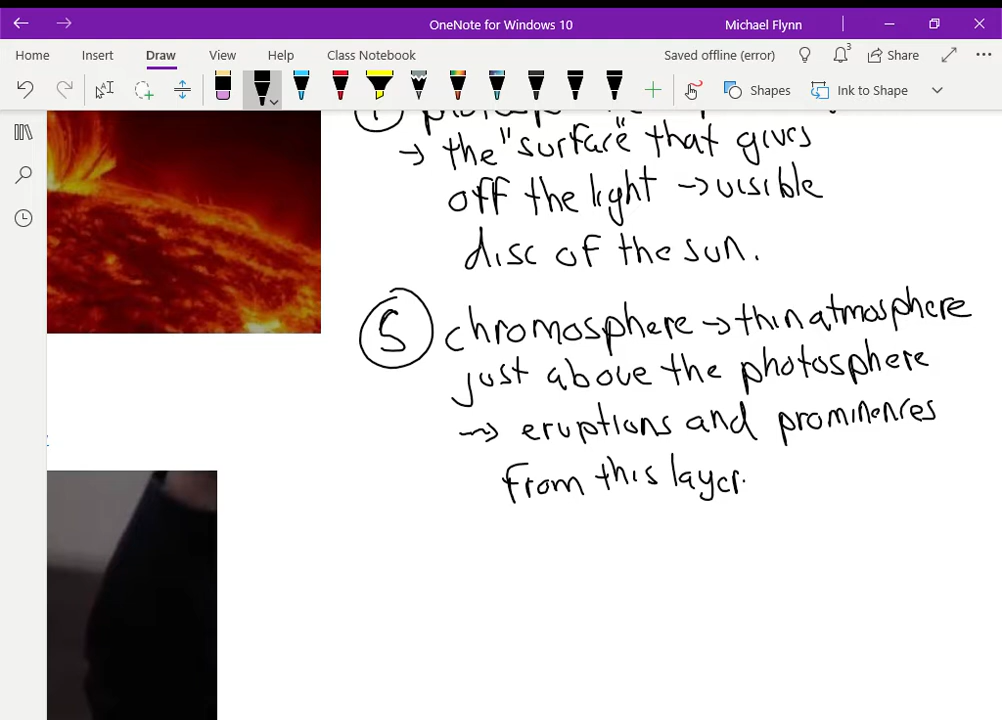 OneNote for Windows 10
Michael Flynn
Home Insert Draw View Help Class Notebook
Saved offline (error) 3 Share
Shapes Ink to Shape
→ the "surface" that gives
off the light → visible
disc of the sun.
5 chromosphere → thin atmosphere
just above the photosphere
→ eruptions and prominences
from this layer.